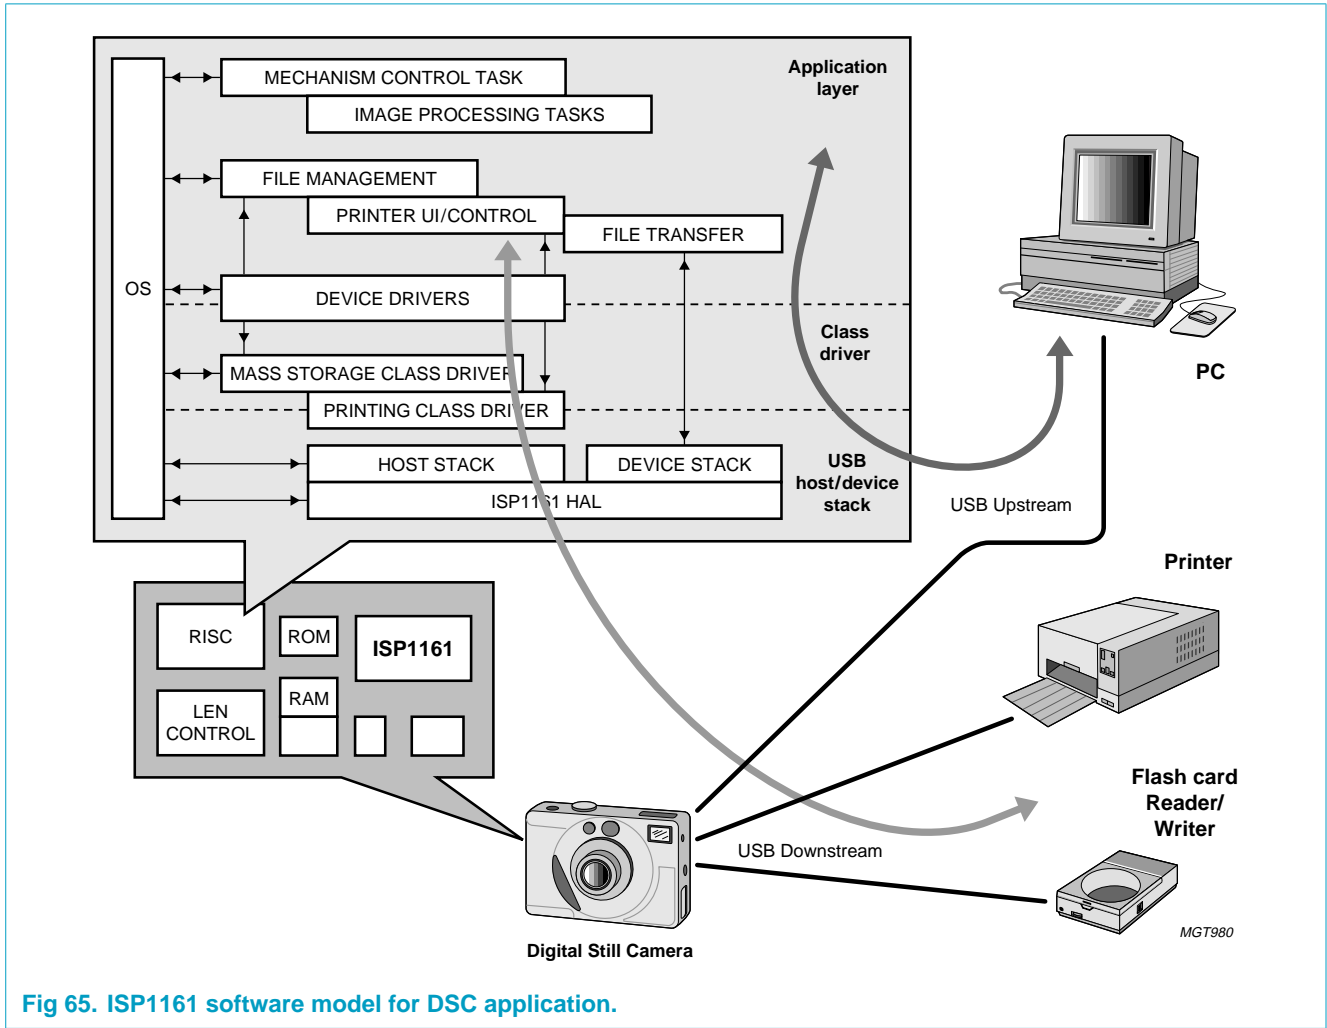 MECHANISM CONTROL TASK
Application
layer
IMAGE PROCESSING TASKS
FILE MANAGEMENT
PRINTER UI/CONTROL
FILE TRANSFER
OS
DEVICE DRIVERS
Class
driver
MASS STORAGE CLASS DRIVER
PRINTING CLASS DRIVER
HOST STACK
DEVICE STACK
USB
host/device
stack
ISP1161 HAL
PC
USB Upstream
Printer
RISC
ROM
ISP1161
RAM
LEN
CONTROL
Flash card
Reader/
Writer
USB Downstream
Digital Still Camera
MGT980
Fig 65. ISP1161 software model for DSC application.